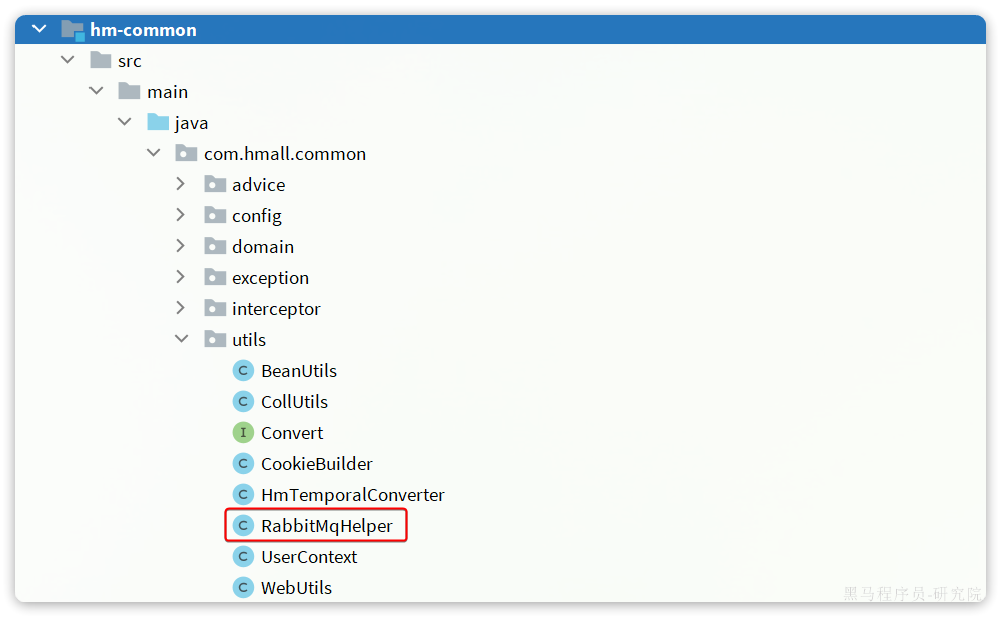 hm-common
src
main
java
com.hmall.common
advice
config
domain
exception
interceptor
utils
C BeanUtils
C CollUtils
I Convert
C CookieBuilder
C HmTemporalConverter
C RabbitMqHelper
C UserContext
C WebUtils
黑马程序员-研究院